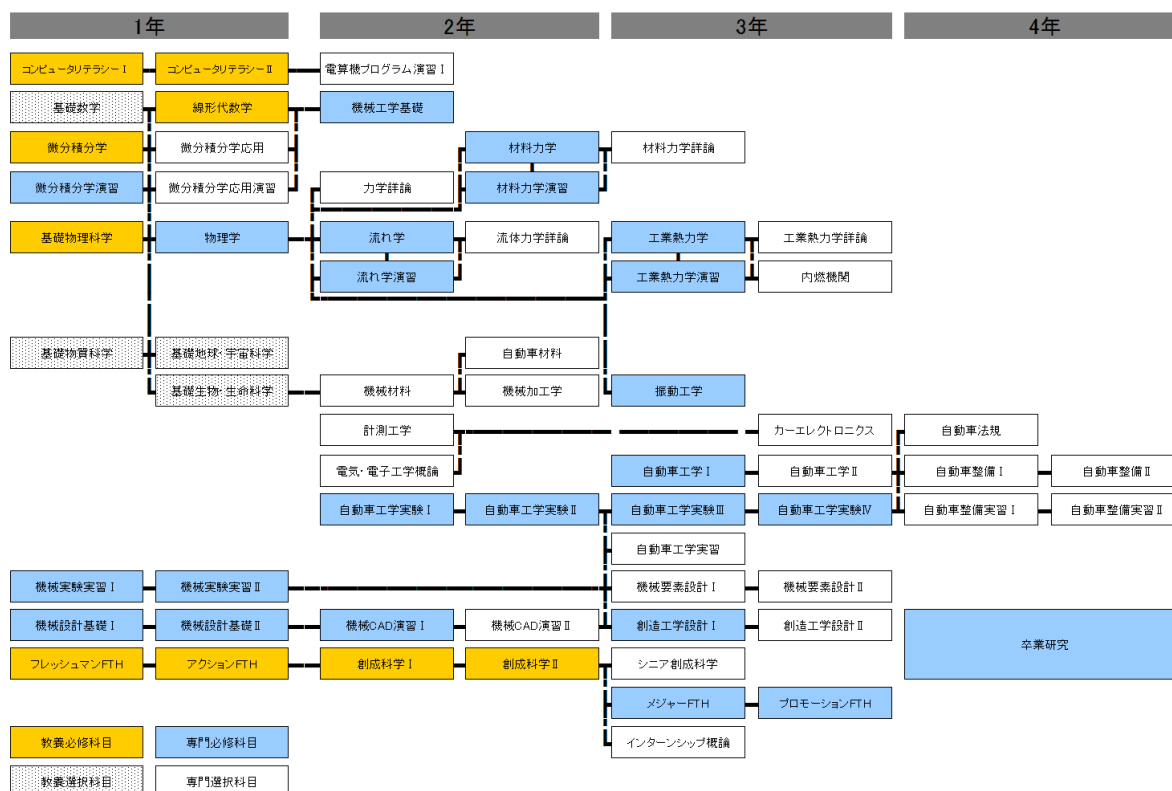 1年 2年 3年 4年
コンピュータリテラシーⅠ コンピュータリテラシーⅡ 電算機プログラム演習Ⅰ
基礎数学 線形代数学 機械工学基礎
微分積分学 微分積分学応用 材料力学 材料力学詳論
微分積分学演習 微分積分学応用演習 力学詳論 材料力学演習
基礎物理科学 物理学 流れ学 流体力学詳論 工業熱力学 工業熱力学詳論
流れ学演習 工業熱力学演習 内燃機関
基礎物質科学 基礎地球・宇宙科学 自動車材料
基礎生物・生命科学 機械材料 機械加工学 振動工学
計測工学 カーエレクトロニクス 自動車法規
電気・電子工学概論 自動車工学Ⅰ 自動車工学Ⅱ 自動車整備Ⅰ 自動車整備Ⅱ
自動車工学実験Ⅰ 自動車工学実験Ⅱ 自動車工学実験Ⅲ 自動車工学実験Ⅳ 自動車整備実習Ⅰ 自動車整備実習Ⅱ
自動車工学実習
機械実験実習Ⅰ 機械実験実習Ⅱ 機械要素設計Ⅰ 機械要素設計Ⅱ
機械設計基礎Ⅰ 機械設計基礎Ⅱ 機械CAD演習Ⅰ 機械CAD演習Ⅱ 創造工学設計Ⅰ 創造工学設計Ⅱ 卒業研究
フレッシュマンFTH アクションFTH 創成科学Ⅰ 創成科学Ⅱ シニア創成科学
メジャーFTH プロモーションFTH
教養必修科目 専門必修科目 インターンシップ概論
教養選択科目 専門選択科目